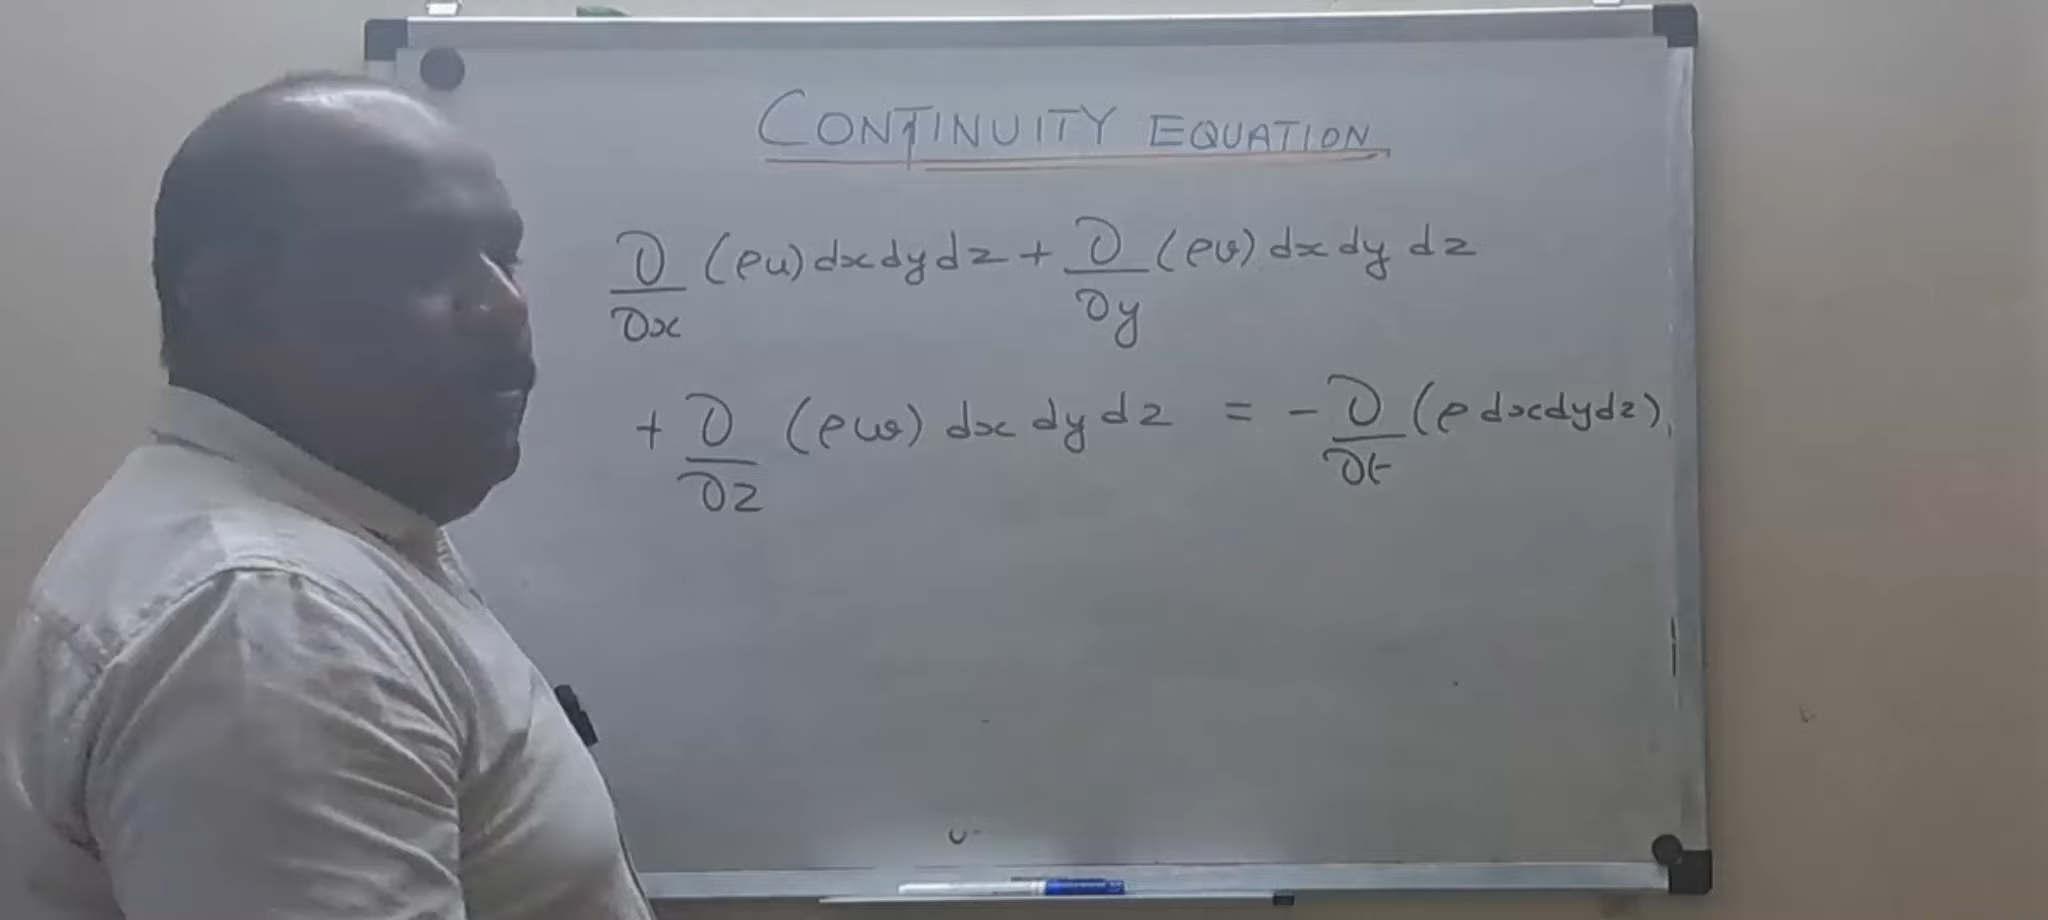 CONTINUITY EQUATION
∂/∂x (ρu) dx dy dz + ∂/∂y (ρv) dx dy dz
+ ∂/∂z (ρw) dx dy dz = - ∂/∂t (ρ dx dy dz)